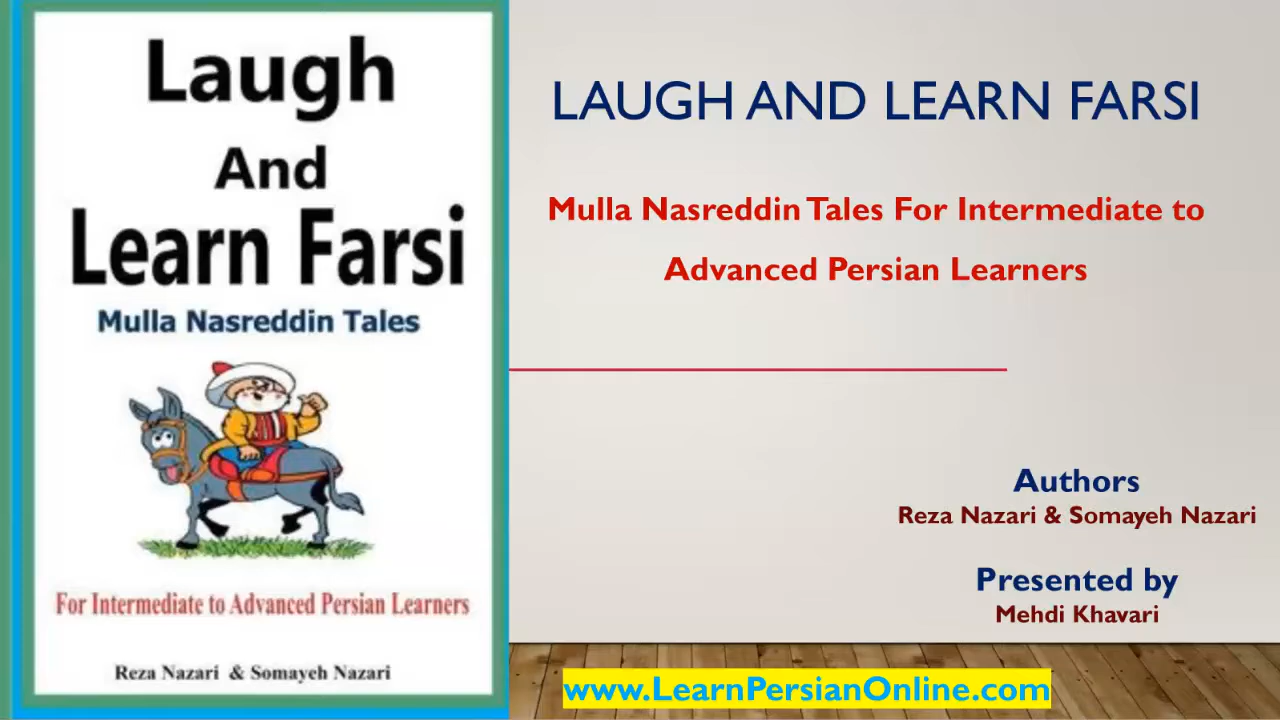 Laugh
And
Learn Farsi
Mulla Nasreddin Tales
For Intermediate to Advanced Persian Learners
Reza Nazari & Somayeh Nazari
LAUGH AND LEARN FARSI
Mulla Nasreddin Tales For Intermediate to
Advanced Persian Learners
Authors
Reza Nazari & Somayeh Nazari
Presented by
Mehdi Khavari
www.LearnPersianOnline.com